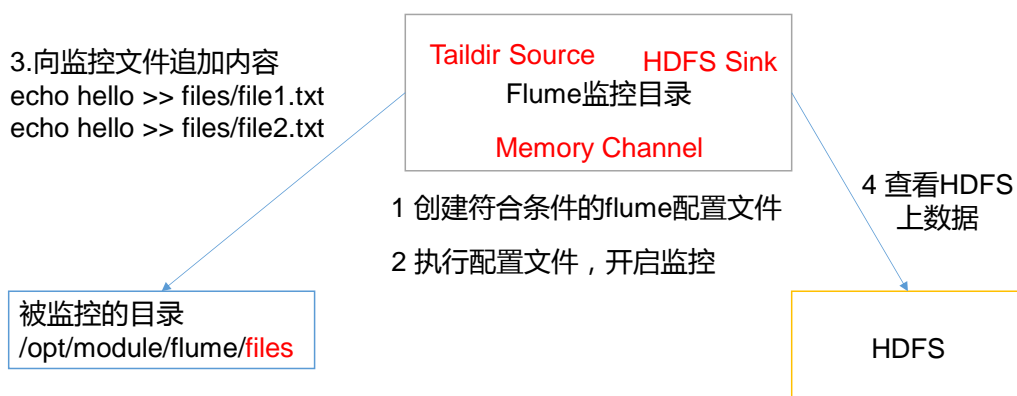 3.向监控文件追加内容
echo hello >> files/file1.txt
echo hello >> files/file2.txt
Taildir Source
HDFS Sink
Flume监控目录
Memory Channel
1 创建符合条件的flume配置文件
2 执行配置文件，开启监控
4 查看HDFS
上数据
被监控的目录
/opt/module/flume/files
HDFS